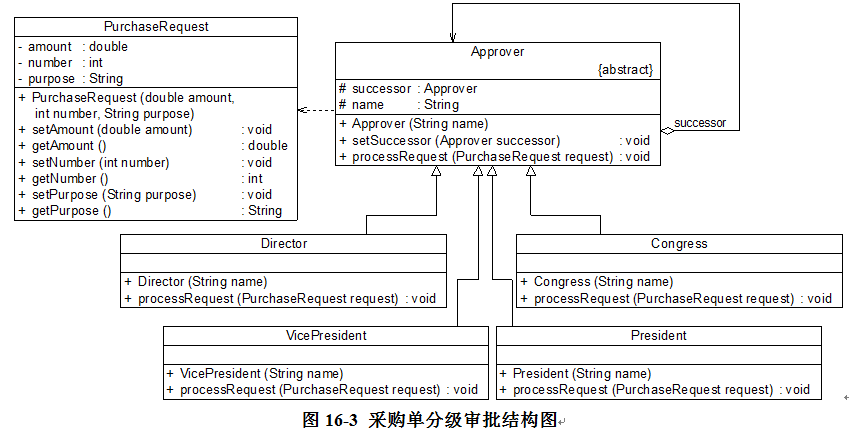 PurchaseRequest
- amount : double
- number : int
- purpose : String
+ PurchaseRequest (double amount,
int number, String purpose)
+ setAmount (double amount) : void
+ getAmount () : double
+ setNumber (int number) : void
+ getNumber () : int
+ setPurpose (String purpose) : void
+ getPurpose () : String
Approver
{abstract}
# successor : Approver
# name : String
+ Approver (String name)
+ setSuccessor (Approver successor) : void
+ processRequest (PurchaseRequest request) : void
successor
Director
+ Director (String name)
+ processRequest (PurchaseRequest request) : void
Congress
+ Congress (String name)
+ processRequest (PurchaseRequest request) : void
VicePresident
+ VicePresident (String name)
+ processRequest (PurchaseRequest request) : void
President
+ President (String name)
+ processRequest (PurchaseRequest request) : void
图 16-3 采购单分级审批结构图